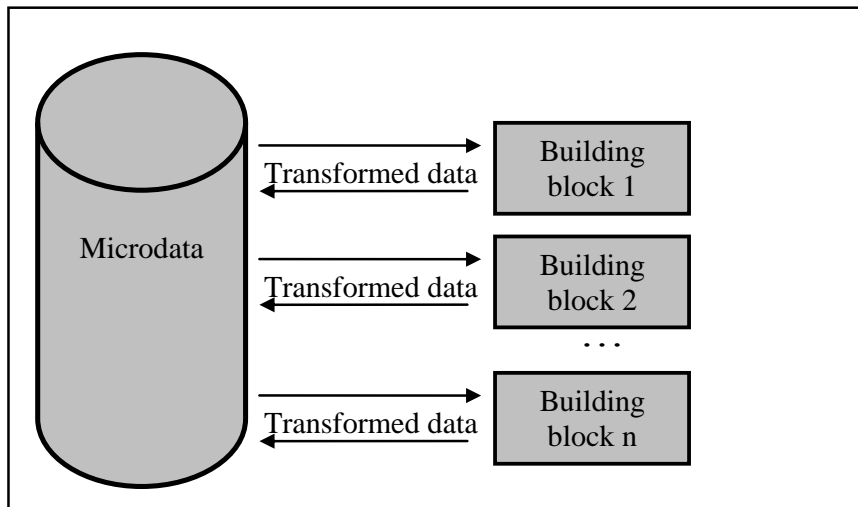 Microdata
Transformed data
Building
block 1
Transformed data
Building
block 2
...
Transformed data
Building
block n